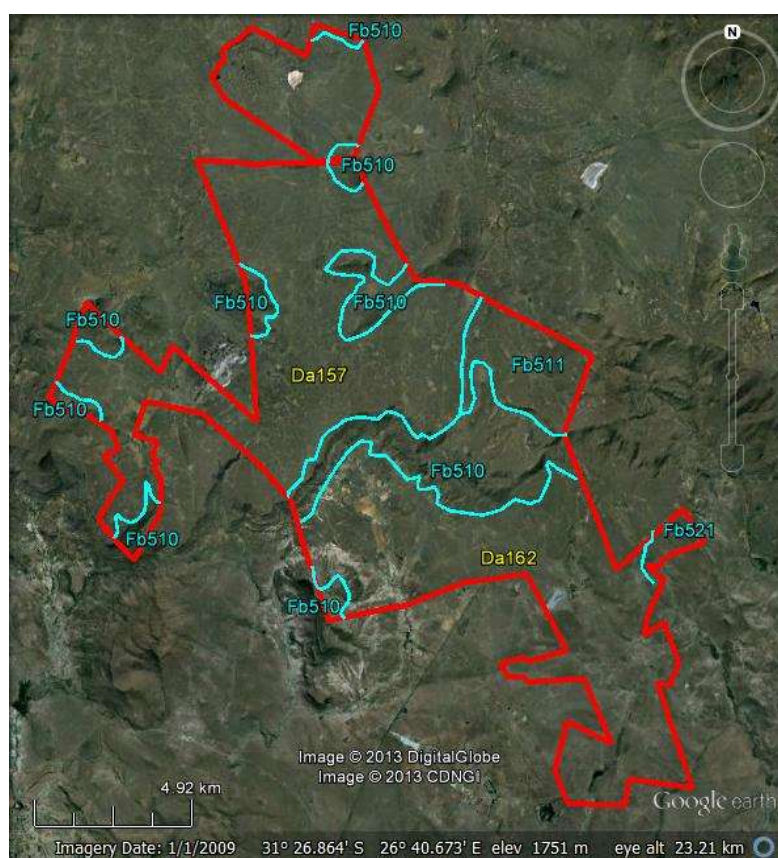 N
Fb510
Fb510
Fb510
Fb510
Fb510
Fb511
Da157
Fb510
Fb510
Fb521
Fb510
Da162
Fb510
Image © 2013 DigitalGlobe
Image © 2013 CDNGI
4.92 km
Google earth
Imagery Date: 1/1/2009 31° 26.864' S 26° 40.673' E elev 1751 m eye alt 23.21 km